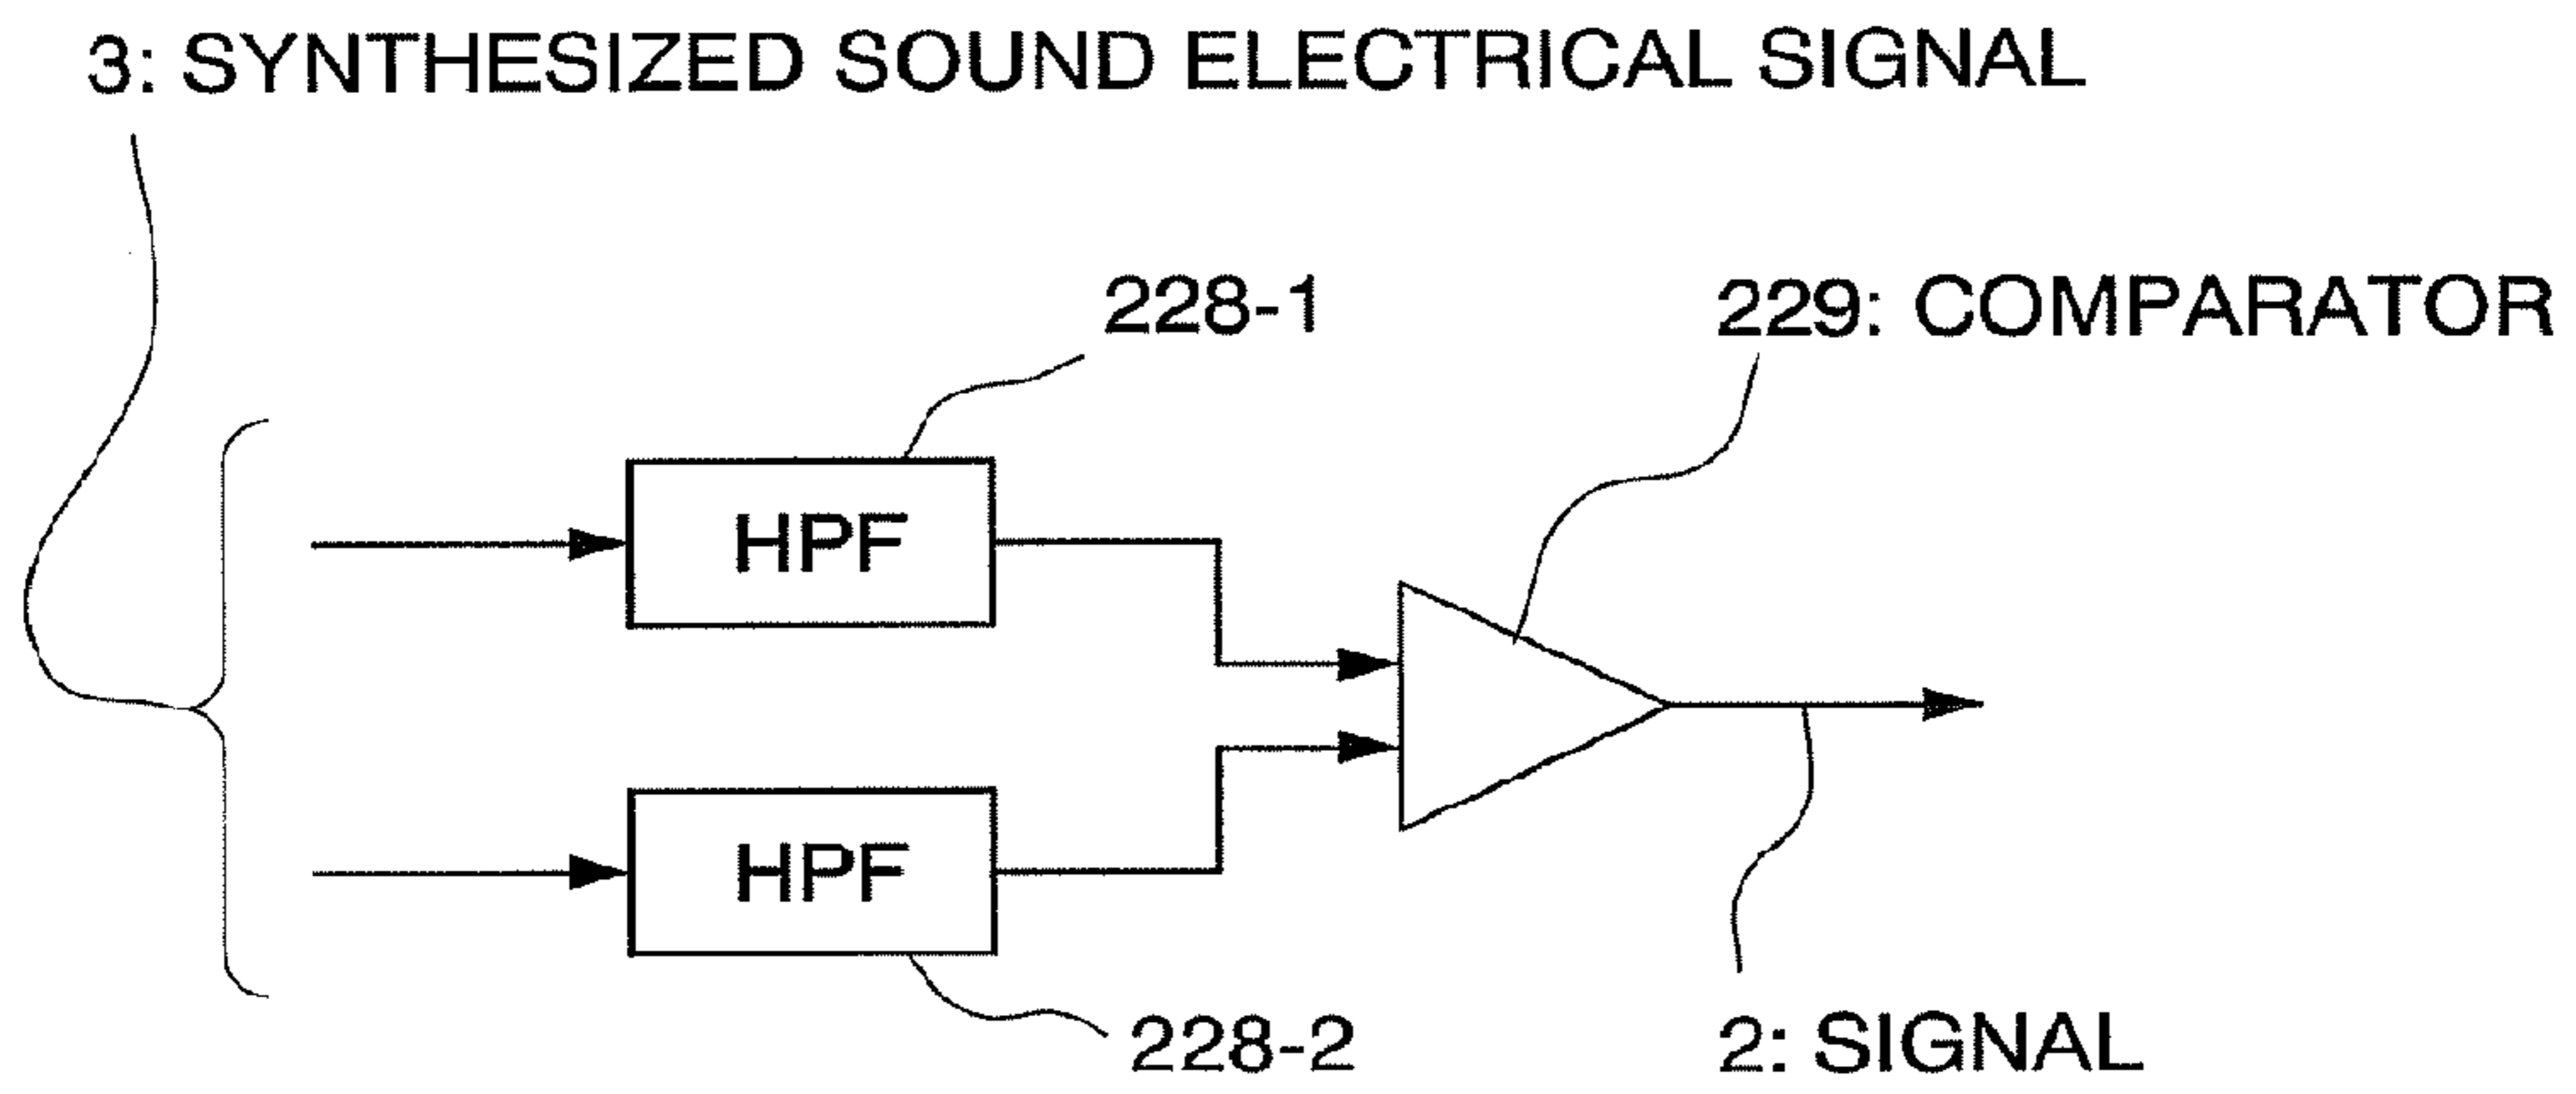 3: SYNTHESIZED SOUND ELECTRICAL SIGNAL
228-1
229: COMPARATOR
HPF
HPF
228-2
2: SIGNAL